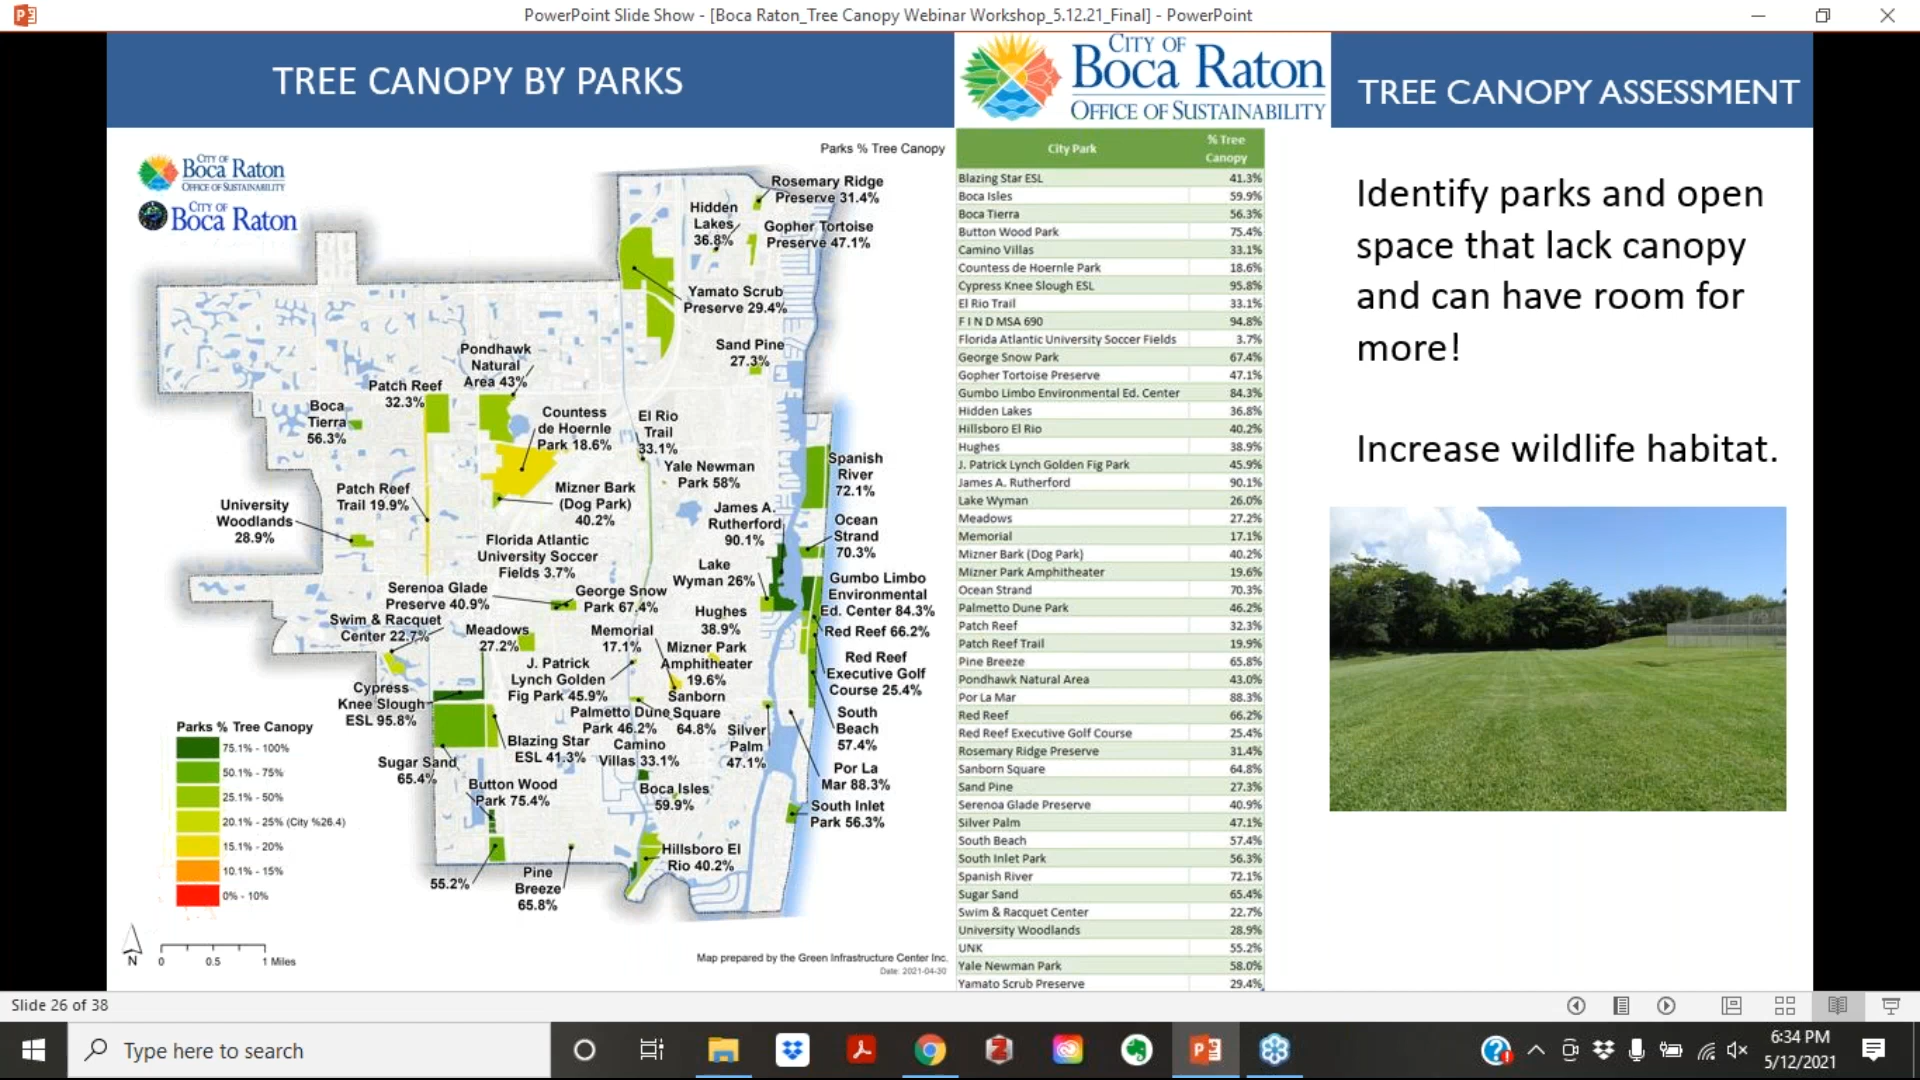 PowerPoint Slide Show - [Boca Raton_Tree Canopy Webinar Workshop_5.12.21_Final] - PowerPoint
TREE CANOPY BY PARKS
CITY OF
Boca Raton
OFFICE OF SUSTAINABILITY
TREE CANOPY ASSESSMENT
CITY OF
Boca Raton
OFFICE OF SUSTAINABILITY
CITY OF
Boca Raton
Parks % Tree Canopy
Rosemary Ridge
Preserve 31.4%
Hidden
Lakes
36.8%
Gopher Tortoise
Preserve 47.1%
Yamato Scrub
Preserve 29.4%
Sand Pine
27.3%
Pondhawk
Natural
Area 43%
Patch Reef
32.3%
Boca
Tierra
56.3%
Countess
de Hoernle
Park 18.6%
El Rio
Trail
33.1%
Yale Newman
Park 58%
Spanish
River
72.1%
Patch Reef
Trail 19.9%
Mizner Bark
(Dog Park)
40.2%
University
Woodlands
28.9%
James A.
Rutherford
90.1%
Ocean
Strand
70.3%
Florida Atlantic
University Soccer
Fields 3.7%
Lake
Wyman 26%
Gumbo Limbo
Environmental
Ed. Center 84.3%
Serenoa Glade
Preserve 40.9%
George Snow
Park 67.4%
Hughes
38.9%
Swim & Racquet
Center 22.7%
Meadows
27.2%
Memorial
17.1%
Red Reef 66.2%
Mizner Park
Amphitheater
19.6%
J. Patrick
Lynch Golden
Fig Park 45.9%
Red Reef
Executive Golf
Course 25.4%
Cypress
Knee Slough
ESL 95.8%
Sanborn
Square
64.8%
Palmetto Dune
Park 46.2%
South
Beach
57.4%
Blazing Star
ESL 41.3%
Camino
Villas 33.1%
Silver
Palm
47.1%
Sugar Sand
65.4%
Por La
Mar 88.3%
Button Wood
Park 75.4%
Boca Isles
59.9%
South Inlet
Park 56.3%
Hillsboro El
Rio 40.2%
55.2%
Pine
Breeze
65.8%
Parks % Tree Canopy
75.1% - 100%
50.1% - 75%
25.1% - 50%
20.1% - 25% (City %26.4)
15.1% - 20%
10.1% - 15%
0% - 10%
N
0 0.5 1 Miles
Map prepared by the Green Infrastructure Center Inc.
Date: 2021-04-30
City Park % Tree Canopy
Blazing Star ESL 41.3%
Boca Isles 59.9%
Boca Tierra 56.3%
Button Wood Park 75.4%
Camino Villas 33.1%
Countess de Hoernle Park 18.6%
Cypress Knee Slough ESL 95.8%
El Rio Trail 33.1%
F I N D MSA 690 94.8%
Florida Atlantic University Soccer Fields 3.7%
George Snow Park 67.4%
Gopher Tortoise Preserve 47.1%
Gumbo Limbo Environmental Ed. Center 84.3%
Hidden Lakes 36.8%
Hillsboro El Rio 40.2%
Hughes 38.9%
J. Patrick Lynch Golden Fig Park 45.9%
James A. Rutherford 90.1%
Lake Wyman 26.0%
Meadows 27.2%
Memorial 17.1%
Mizner Bark (Dog Park) 40.2%
Mizner Park Amphitheater 19.6%
Ocean Strand 70.3%
Palmetto Dune Park 46.2%
Patch Reef 32.3%
Patch Reef Trail 19.9%
Pine Breeze 65.8%
Pondhawk Natural Area 43.0%
Por La Mar 88.3%
Red Reef 66.2%
Red Reef Executive Golf Course 25.4%
Rosemary Ridge Preserve 31.4%
Sanborn Square 64.8%
Sand Pine 27.3%
Serenoa Glade Preserve 40.9%
Silver Palm 47.1%
South Beach 57.4%
South Inlet Park 56.3%
Spanish River 72.1%
Sugar Sand 65.4%
Swim & Racquet Center 22.7%
University Woodlands 28.9%
UNK 55.2%
Yale Newman Park 58.0%
Yamato Scrub Preserve 29.4%
Identify parks and open
space that lack canopy
and can have room for
more!
Increase wildlife habitat.
Slide 26 of 38
Type here to search
6:34 PM
5/12/2021